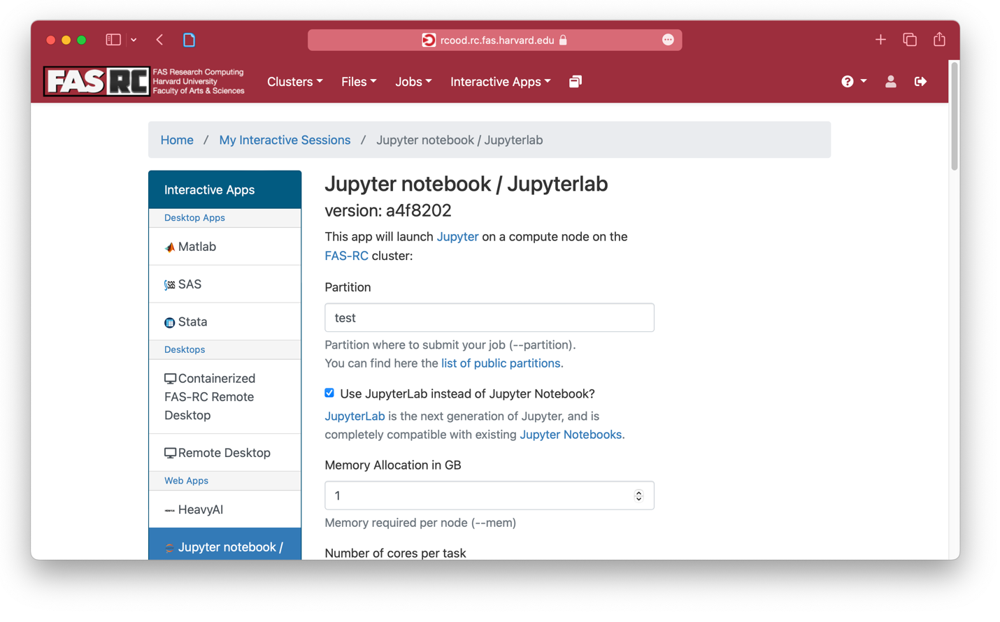 rcood.rc.fas.harvard.edu
FASRC
FAS Research Computing
Harvard University
Faculty of Arts & Sciences
Clusters
Files
Jobs
Interactive Apps
Home / My Interactive Sessions / Jupyter notebook / Jupyterlab
Interactive Apps
Desktop Apps
Matlab
SAS
Stata
Desktops
Containerized
FAS-RC Remote
Desktop
Remote Desktop
Web Apps
HeavyAI
Jupyter notebook /
Jupyter notebook / Jupyterlab
version: a4f8202
This app will launch Jupyter on a compute node on the
FAS-RC cluster:
Partition
test
Partition where to submit your job (--partition).
You can find here the list of public partitions.
Use JupyterLab instead of Jupyter Notebook?
JupyterLab is the next generation of Jupyter, and is
completely compatible with existing Jupyter Notebooks.
Memory Allocation in GB
1
Memory required per node (--mem)
Number of cores per task